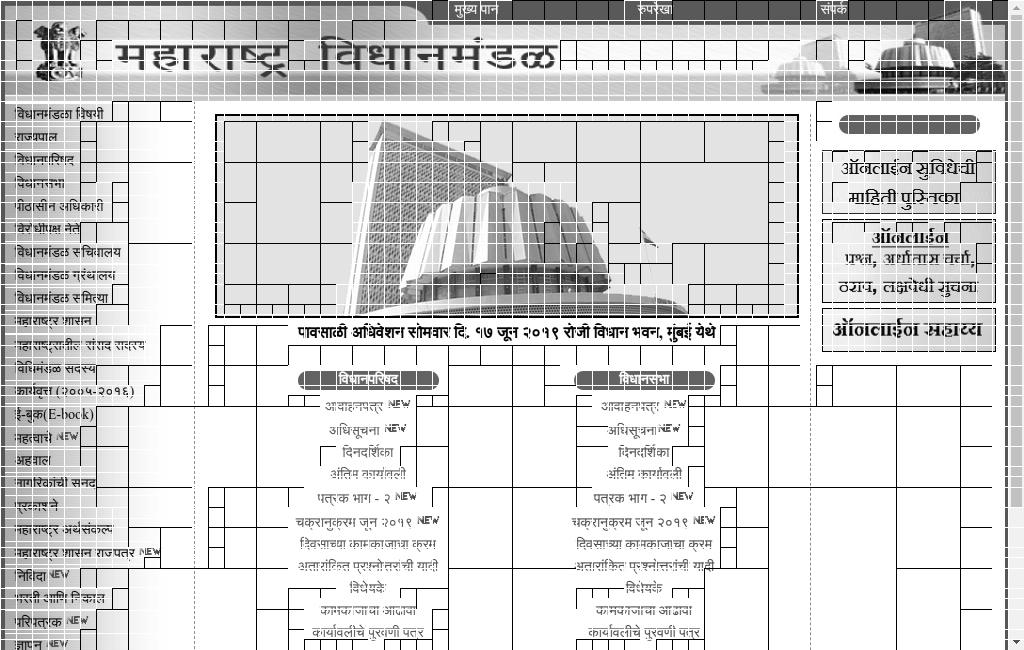 मुख्य पान
रुपरेखा
संपर्क
महाराष्ट्र विधानमंडळ
विधानमंडळा विषयी
राज्यपाल
विधानपरिषद
विधानसभा
पीठासीन अधिकारी
विरोधीपक्ष नेते
विधानमंडळ सचिवालय
विधानमंडळ ग्रंथालय
विधानमंडळ समित्या
महाराष्ट्र शासन
महाराष्ट्रातील संसद सदस्य
विधिमंडळ सदस्य
कार्यवृत्त (२००५-२०१६)
ई-बुक(E-book)
महत्वाचे NEW
अहवाल
नागरिकांची सनद
प्रकाशने
महाराष्ट्र अर्थसंकल्प
महाराष्ट्र शासन राजपत्र NEW
निविदा NEW
भरती आणि निकाल
परिपत्रक NEW
ज्ञापन NEW
पावसाळी अधिवेशन सोमवार दि. १७ जून २०१९ रोजी विधान भवन, मुंबई येथे
विधानपरिषद
आवाहनपत्र NEW
अधिसूचना NEW
दिनदर्शिका
अंतिम कार्यावली
पत्रक भाग - २ NEW
चक्रानुक्रम जून २०१९ NEW
दिवसाच्या कामकाजाचा क्रम
अतारांकित प्रश्नोत्तरांची यादी
विधेयके
कामकाजाचा आढावा
कार्यावलीचे पुरवणी पत्र
विधानसभा
आवाहनपत्र NEW
अधिसूचना NEW
दिनदर्शिका
अंतिम कार्यावली
पत्रक भाग - २ NEW
चक्रानुक्रम जून २०१९ NEW
दिवसाच्या कामकाजाचा क्रम
अतारांकित प्रश्नोत्तरांची यादी
विधेयके
कामकाजाचा आढावा
कार्यावलीचे पुरवणी पत्र
ऑनलाईन सुविधेची
माहिती पुस्तिका
ऑनलाईन
प्रश्न, अर्धातास चर्चा,
ठराव, लक्षवेधी सुचना
ऑनलाईन सहाय्य